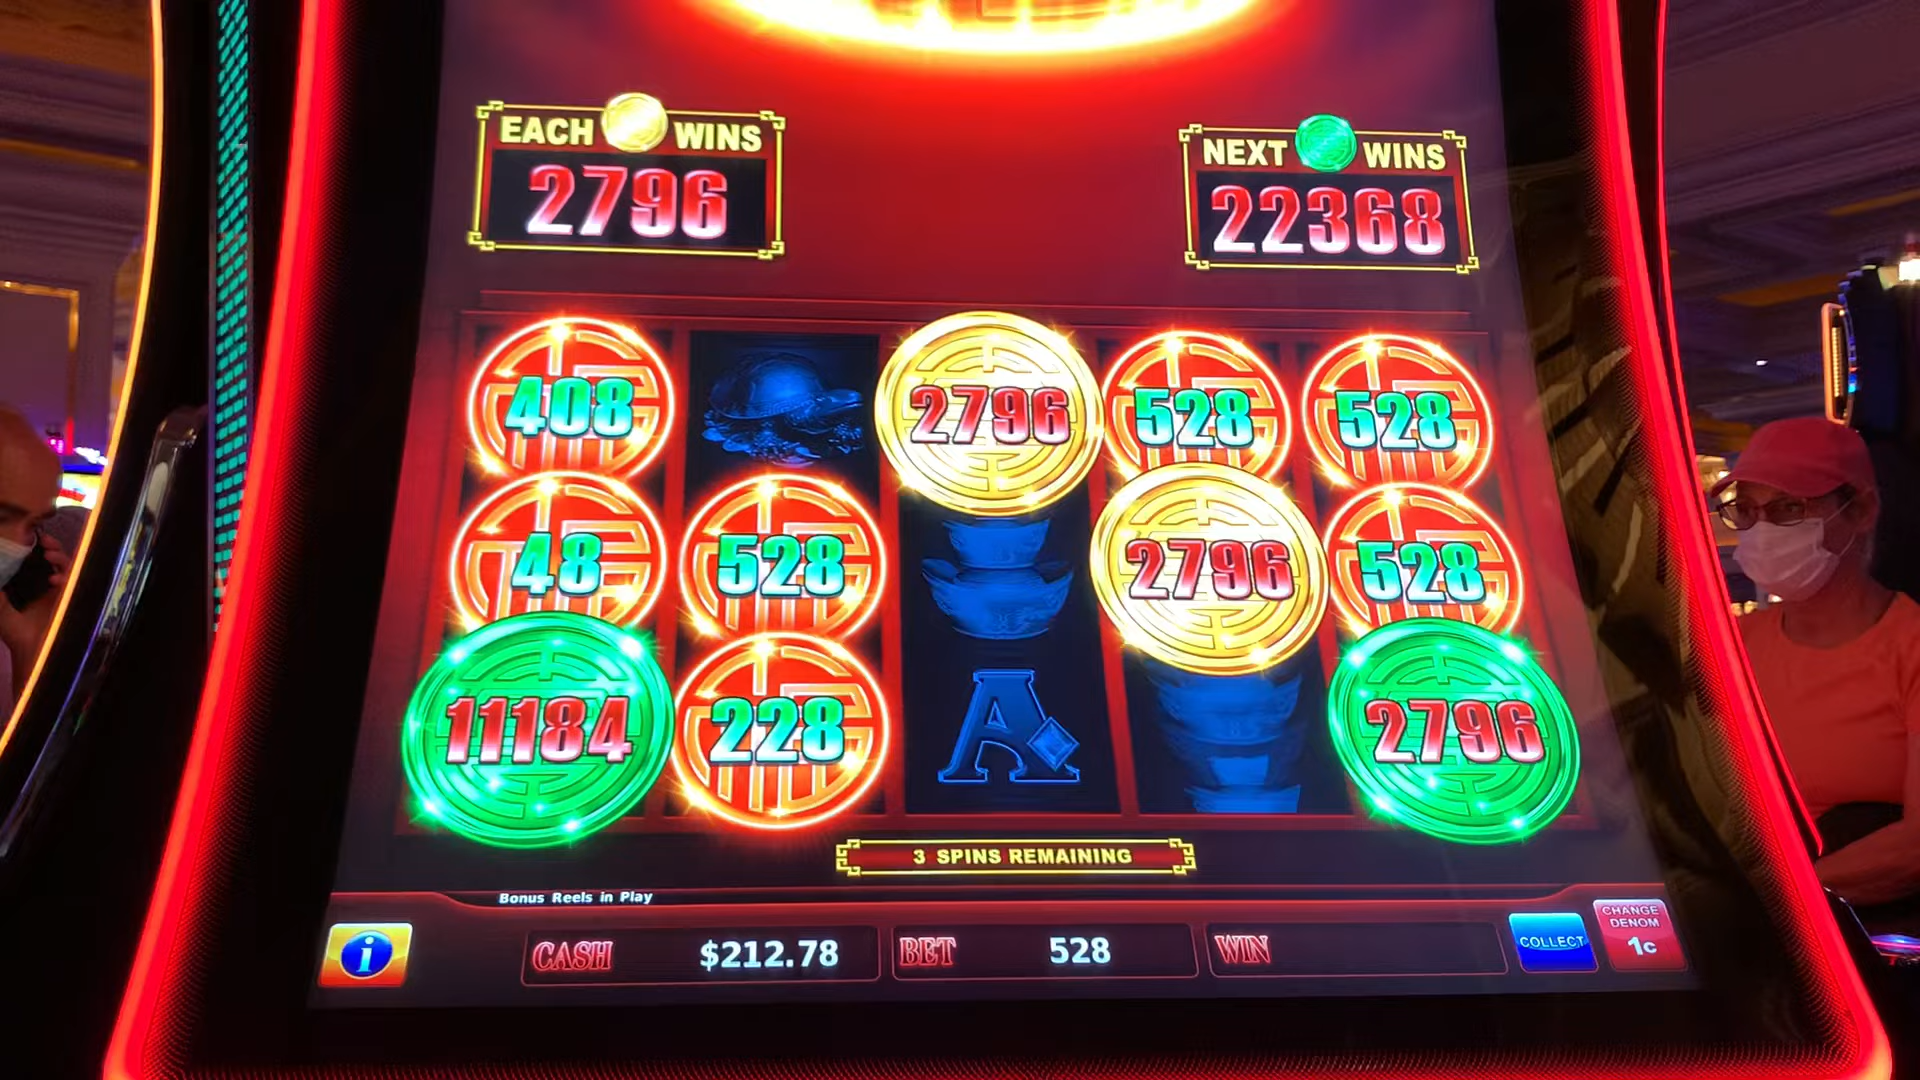 EACH WINS
2796
NEXT WINS
22368
408
2796
528
528
48
528
2796
528
11184
228
A
2796
3 SPINS REMAINING
Bonus Reels in Play
i
CASH $212.78
BET 528
WIN
COLLECT
CHANGE
DENOM
1¢